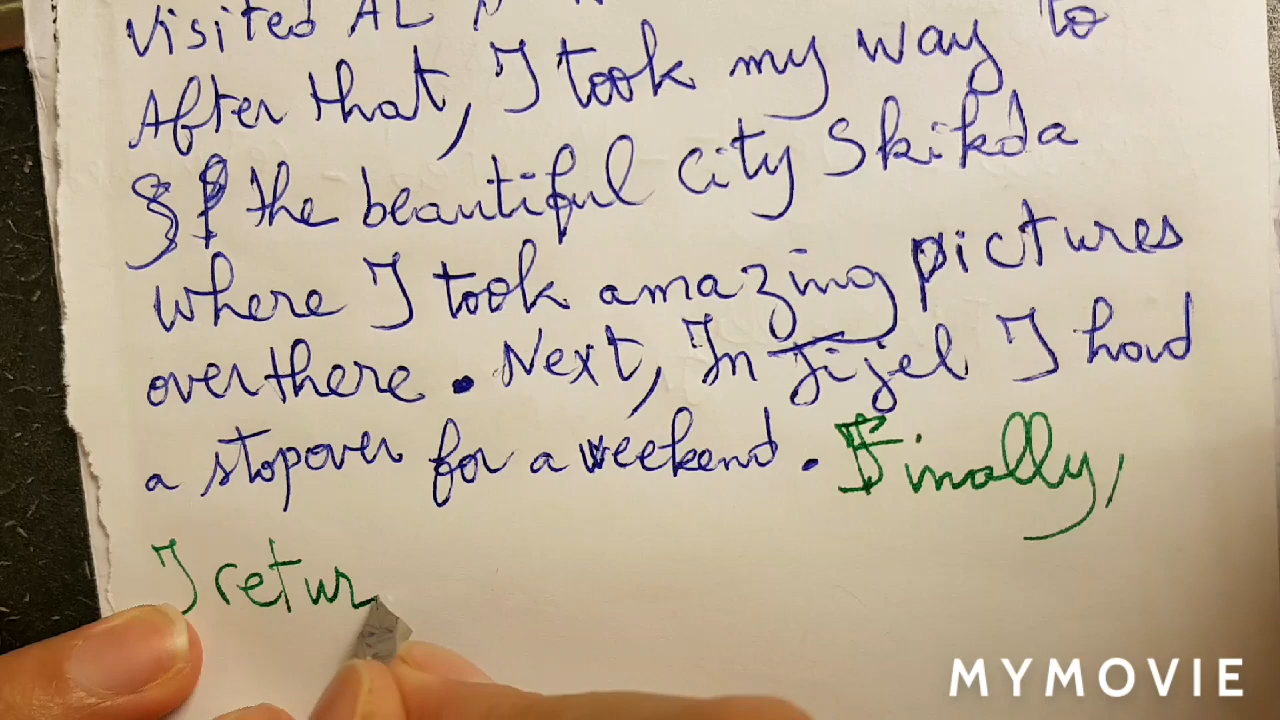 visited AL
After that, I took my way to
the beautiful city Skikda
where I took amazing pictures
overthere. Next, In Jijel I had
a stopover for a weekend. Finally,
I retur
MYMOVIE